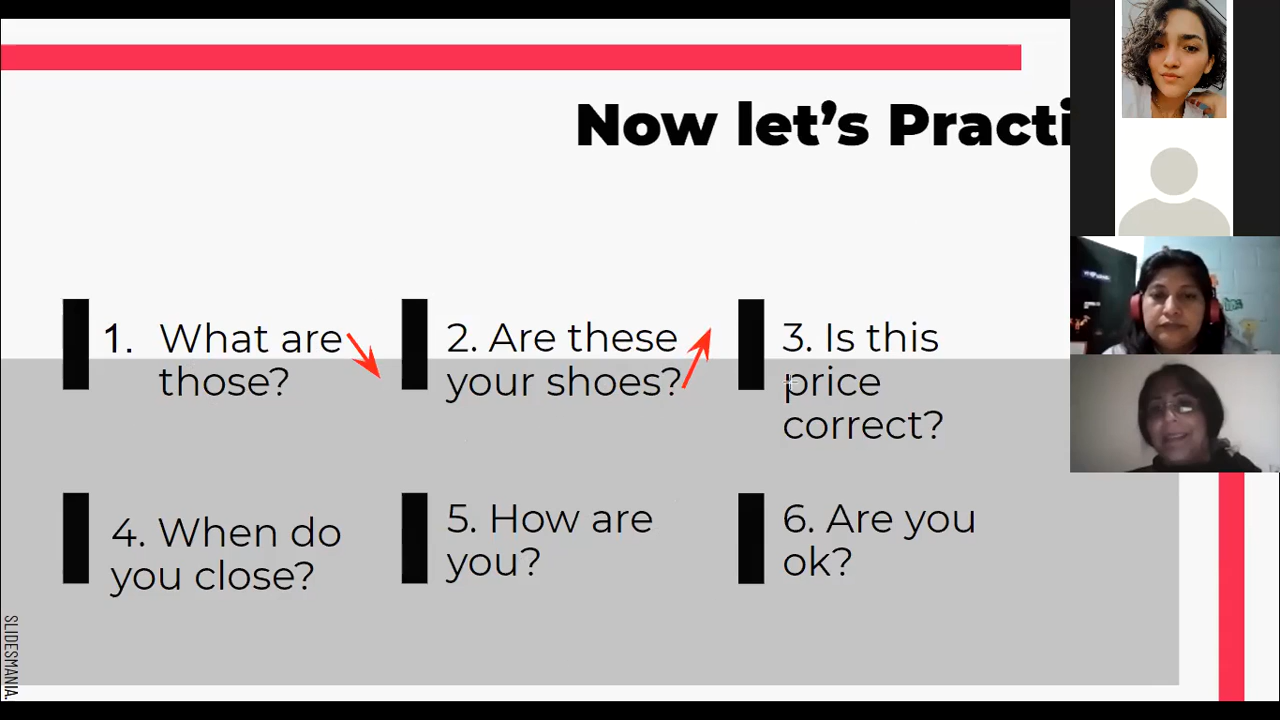 Now let's Practi
1. What are
those?
2. Are these
your shoes?
3. Is this
price
correct?
4. When do
you close?
5. How are
you?
6. Are you
ok?
SLIDESMANIA.